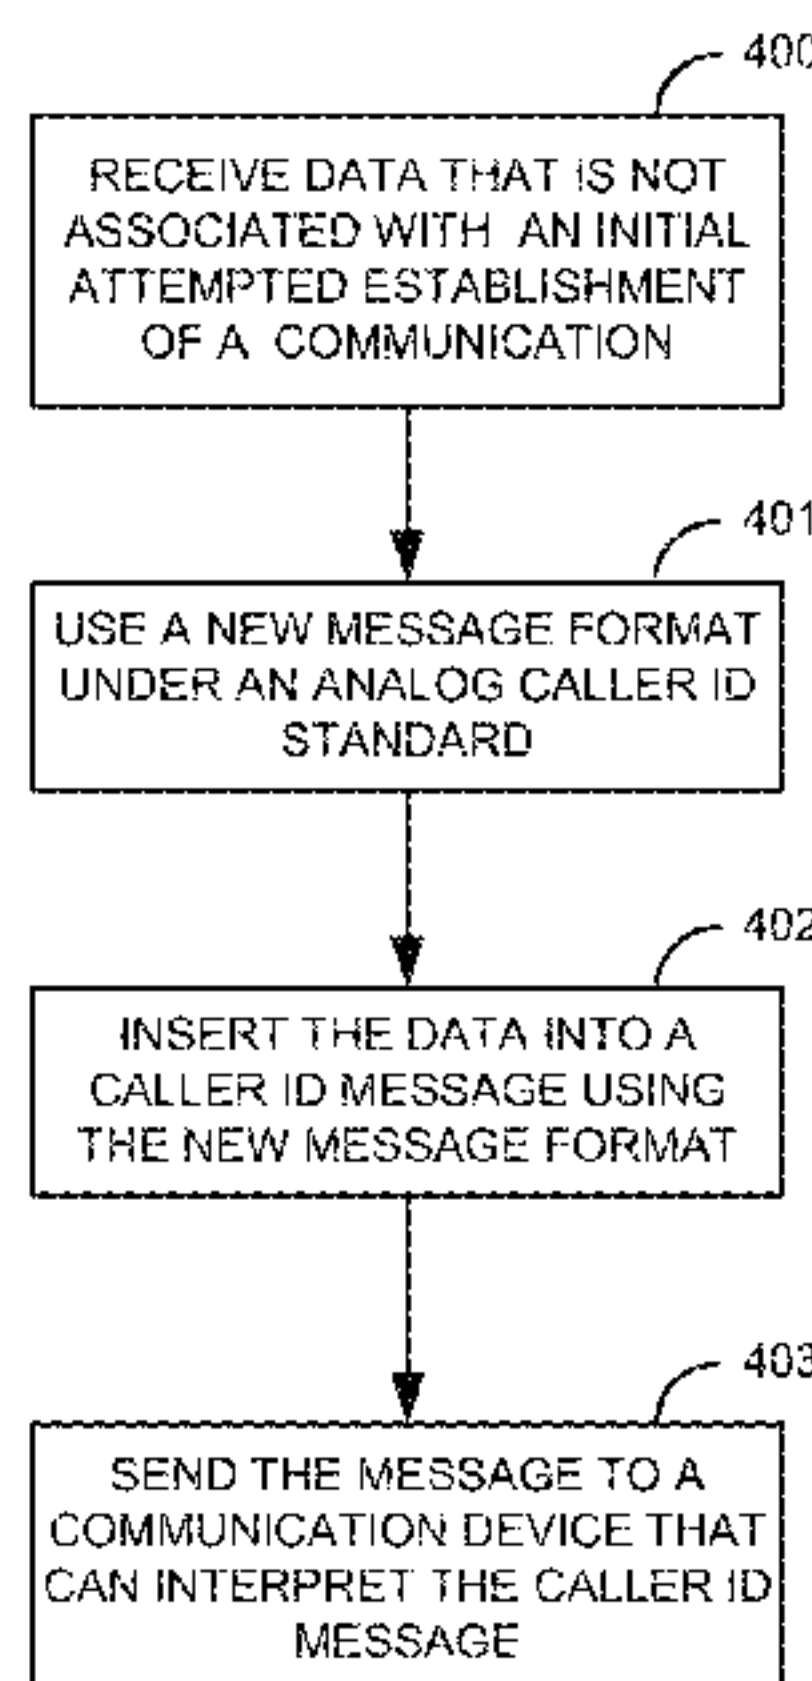 400
RECEIVE DATA THAT IS NOT
ASSOCIATED WITH AN INITIAL
ATTEMPTED ESTABLISHMENT
OF A COMMUNICATION
401
USE A NEW MESSAGE FORMAT
UNDER AN ANALOG CALLER ID
STANDARD
402
INSERT THE DATA INTO A
CALLER ID MESSAGE USING
THE NEW MESSAGE FORMAT
403
SEND THE MESSAGE TO A
COMMUNICATION DEVICE THAT
CAN INTERPRET THE CALLER ID
MESSAGE